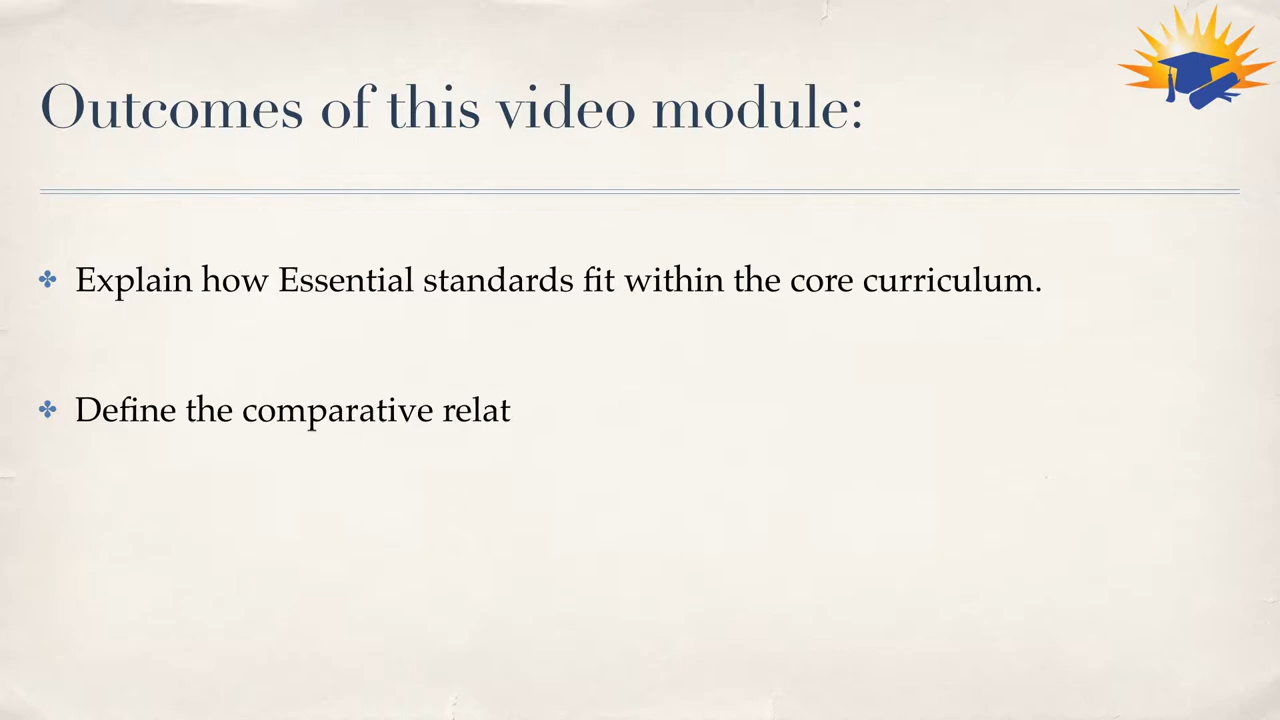 Outcomes of this video module:
Explain how Essential standards fit within the core curriculum.
Define the comparative relat